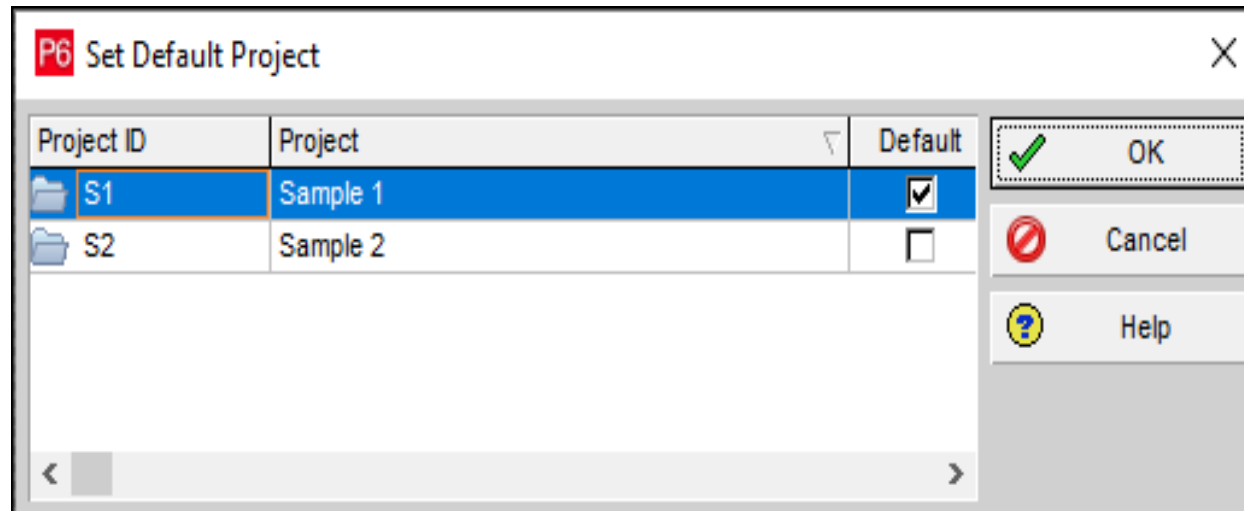 P6 Set Default Project
Project ID Project Default
S1 Sample 1
S2 Sample 2
OK
Cancel
Help